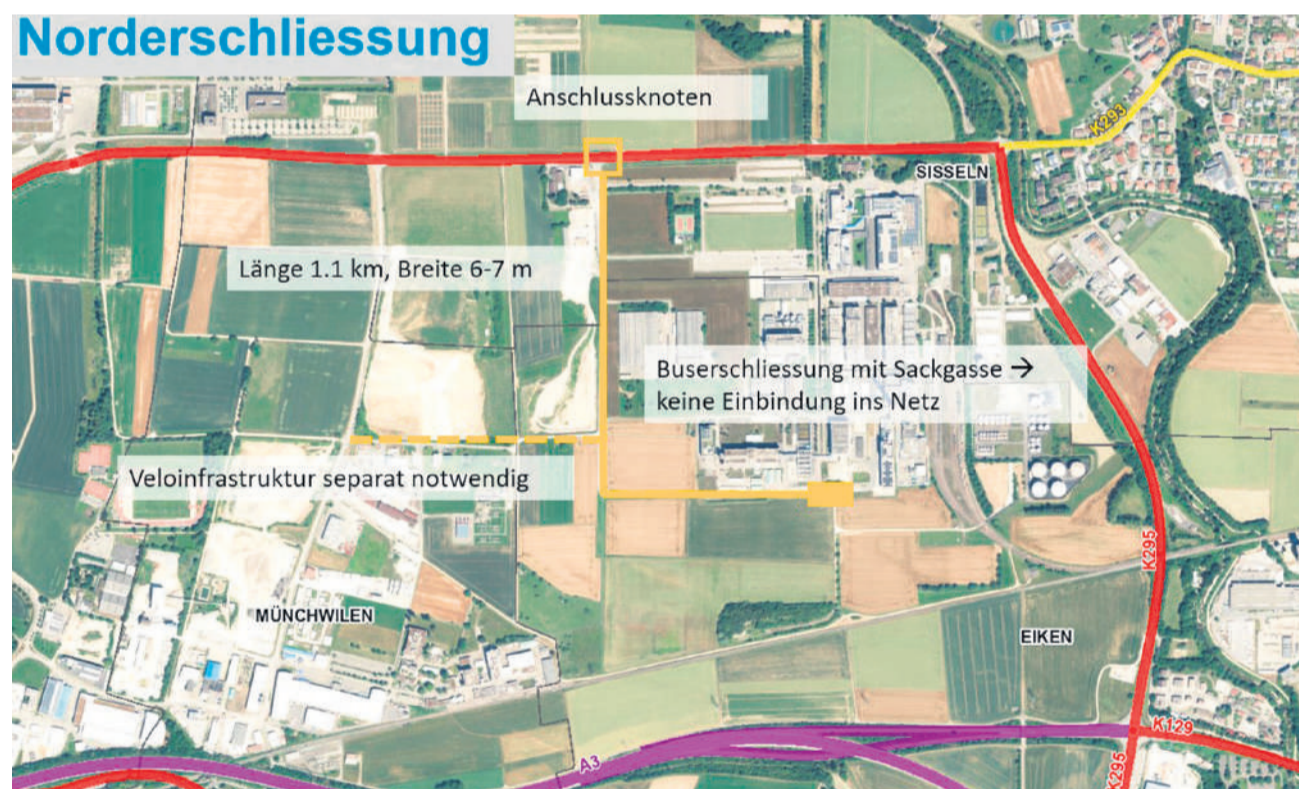 Norderschliessung
Anschlussknoten
K293
SISSELN
Länge 1.1 km, Breite 6-7 m
Buserschliessung mit Sackgasse →
keine Einbindung ins Netz
Veloinfrastruktur separat notwendig
K295
MÜNCHWILEN
EIKEN
K129
A3
K295